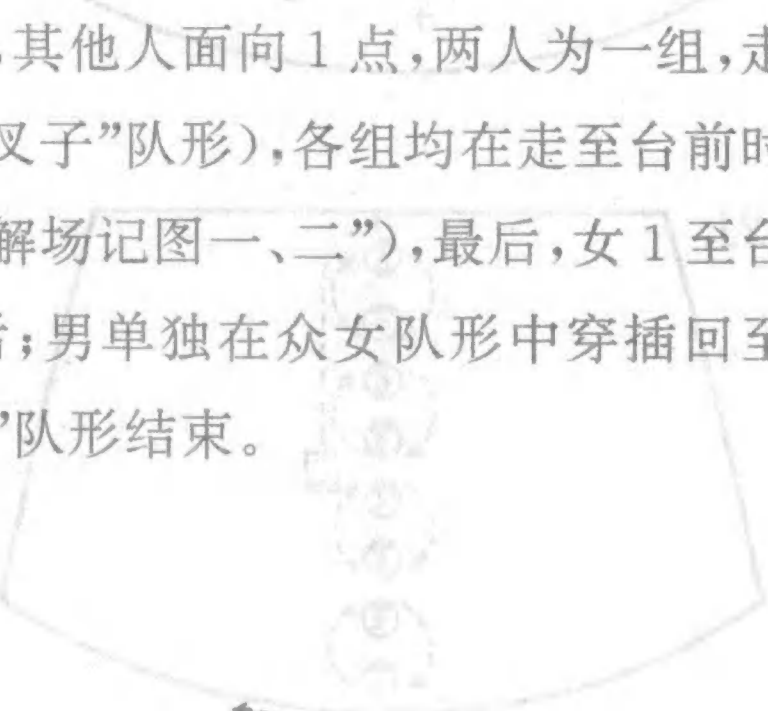 其他人面向1点,两人为一组,走
叉子”队形),各组均在走至台前时
解场记图一、二”),最后,女1至台
;男单独在众女队形中穿插回至
”队形结束。